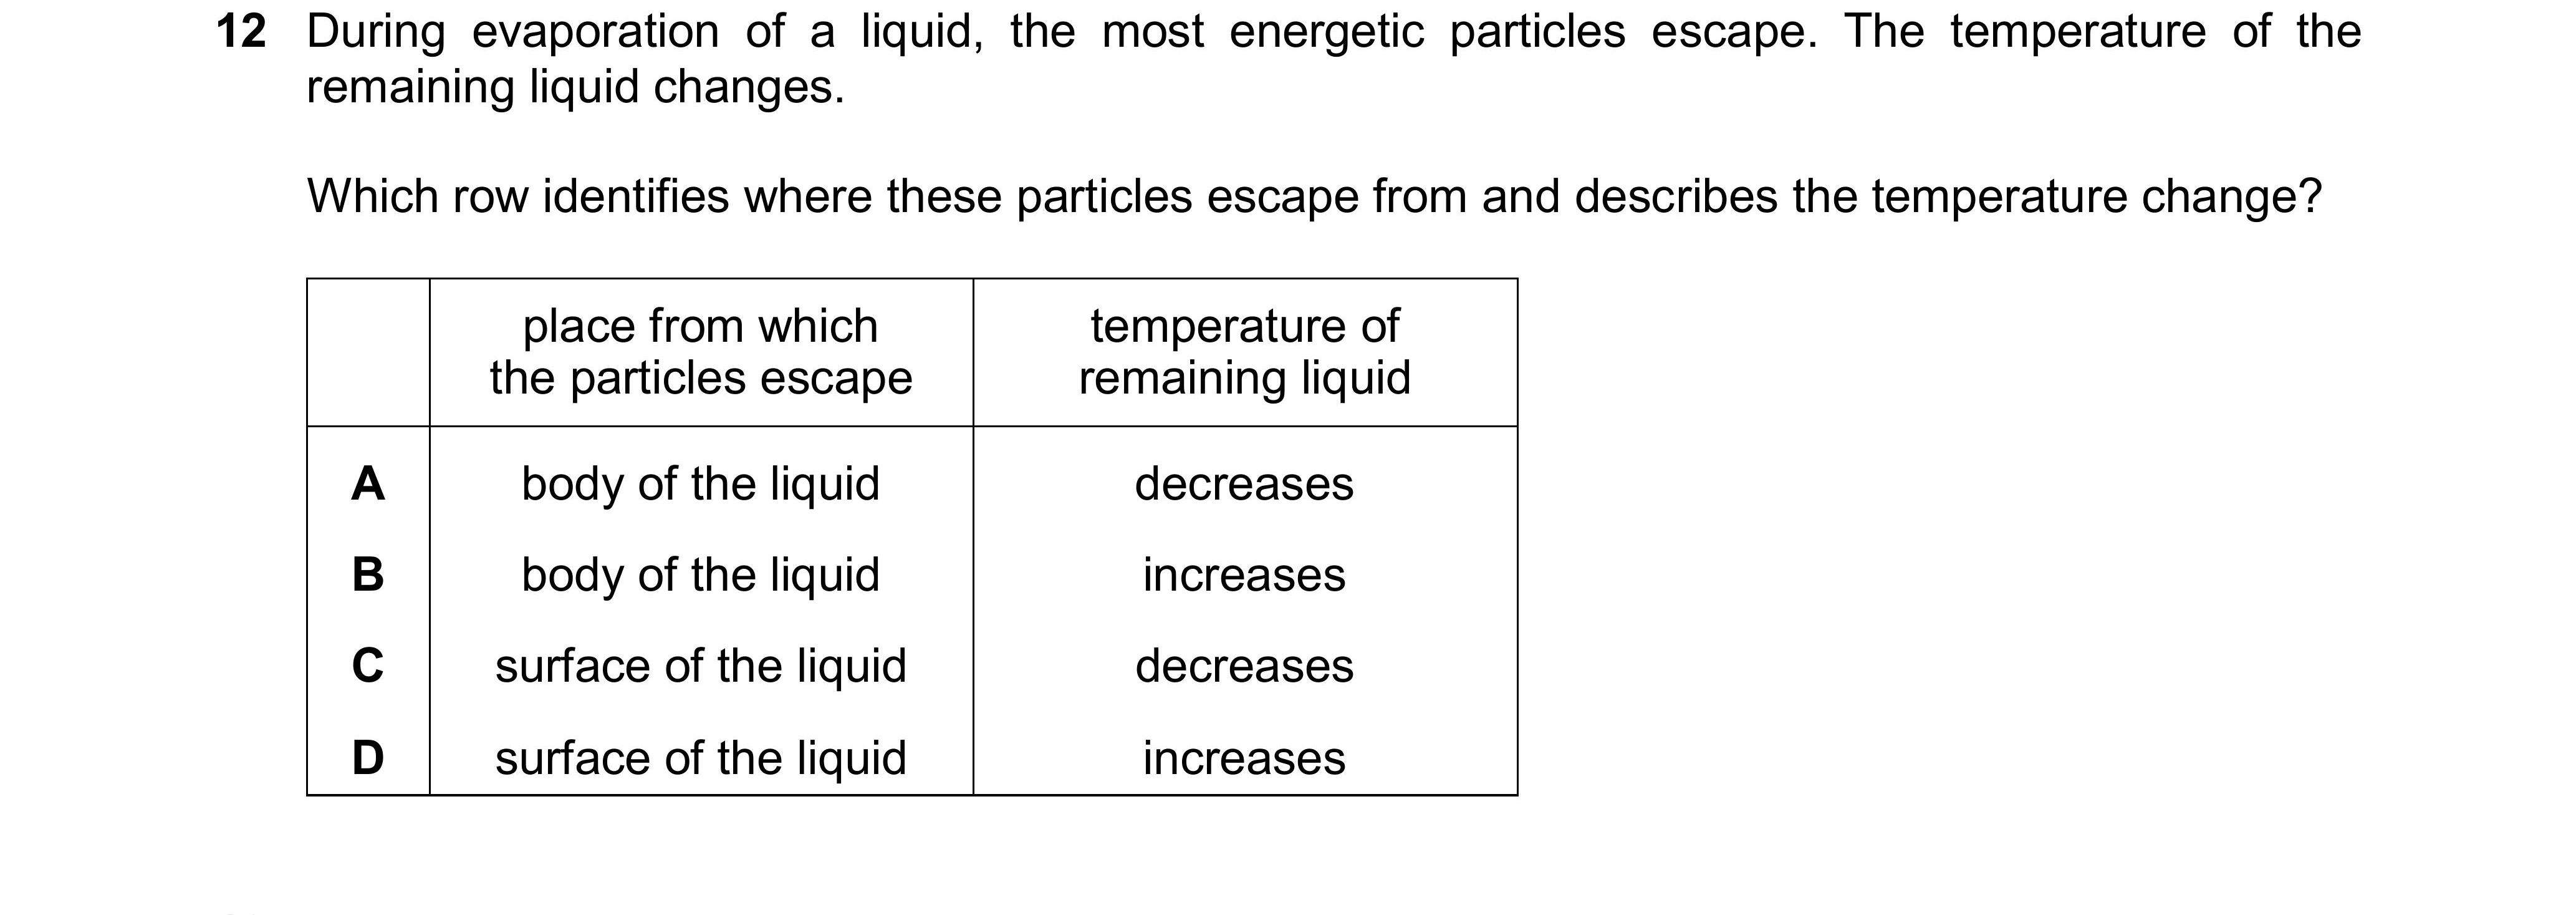 12 During evaporation of a liquid, the most energetic particles escape. The temperature of the
remaining liquid changes.
Which row identifies where these particles escape from and describes the temperature change?
place from which
the particles escape
temperature of
remaining liquid
A body of the liquid decreases
B body of the liquid increases
C surface of the liquid decreases
D surface of the liquid increases